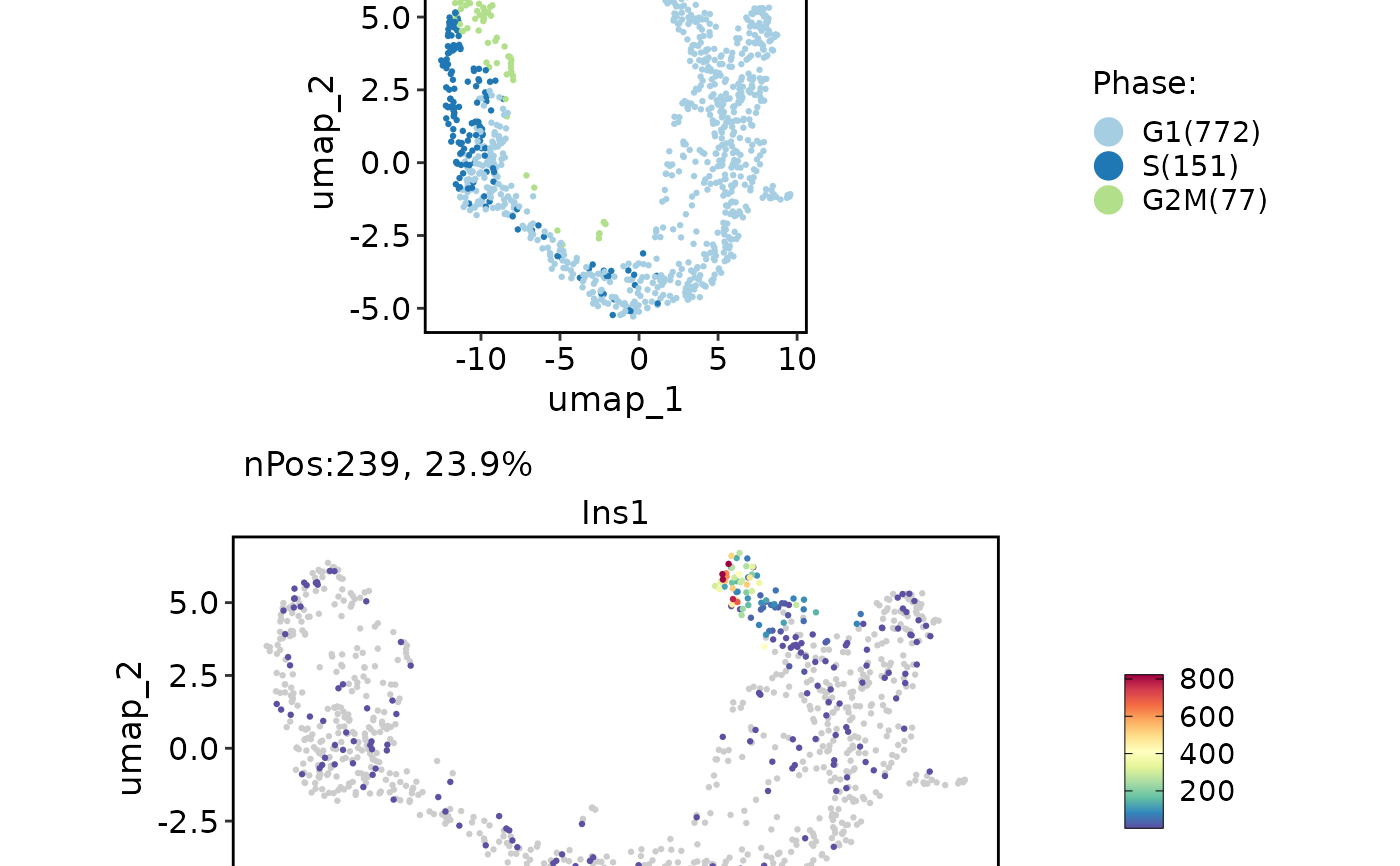 5.0
2.5
0.0
-2.5
-5.0
umap_2
-10 -5 0 5 10
umap_1
Phase:
G1(772)
S(151)
G2M(77)
nPos:239, 23.9%
Ins1
5.0
2.5
0.0
-2.5
umap_2
800
600
400
200